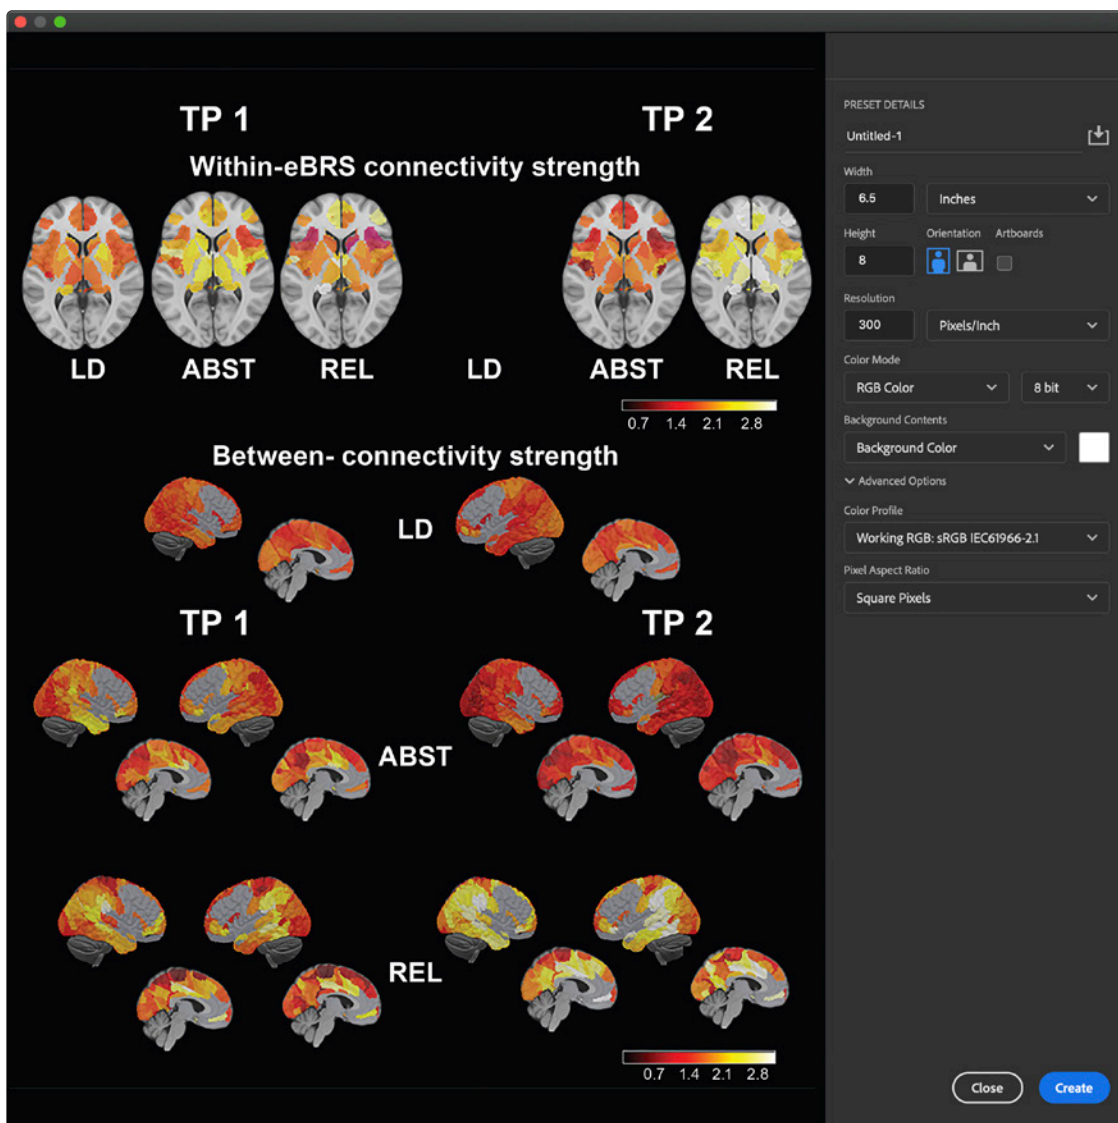 TP 1 TP 2
Within-eBRS connectivity strength
LD ABST REL LD ABST REL
0.7 1.4 2.1 2.8
Between- connectivity strength
LD
TP 1 TP 2
ABST
REL
0.7 1.4 2.1 2.8
PRESET DETAILS
Untitled-1
Width
6.5 Inches
Height Orientation Artboards
8
Resolution
300 Pixels/Inch
Color Mode
RGB Color 8 bit
Background Contents
Background Color
Advanced Options
Color Profile
Working RGB: sRGB IEC61966-2.1
Pixel Aspect Ratio
Square Pixels
Close Create